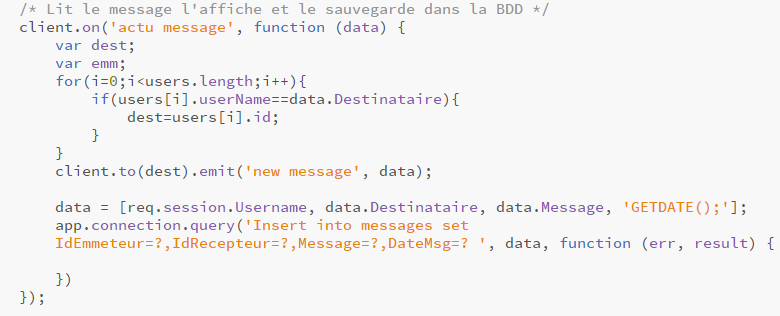 /* Lit le message l'affiche et le sauvegarde dans la BDD */
client.on('actu message', function (data) {
    var dest;
    var emm;
    for(i=0;i<users.length;i++){
        if(users[i].userName==data.Destinataire){
            dest=users[i].id;
        }
    }
    client.to(dest).emit('new message', data);

    data = [req.session.Username, data.Destinataire, data.Message, 'GETDATE();'];
    app.connection.query('Insert into messages set
    IdEmmeteur=?,IdRecepteur=?,Message=?,DateMsg=? ', data, function (err, result) {

    })
});